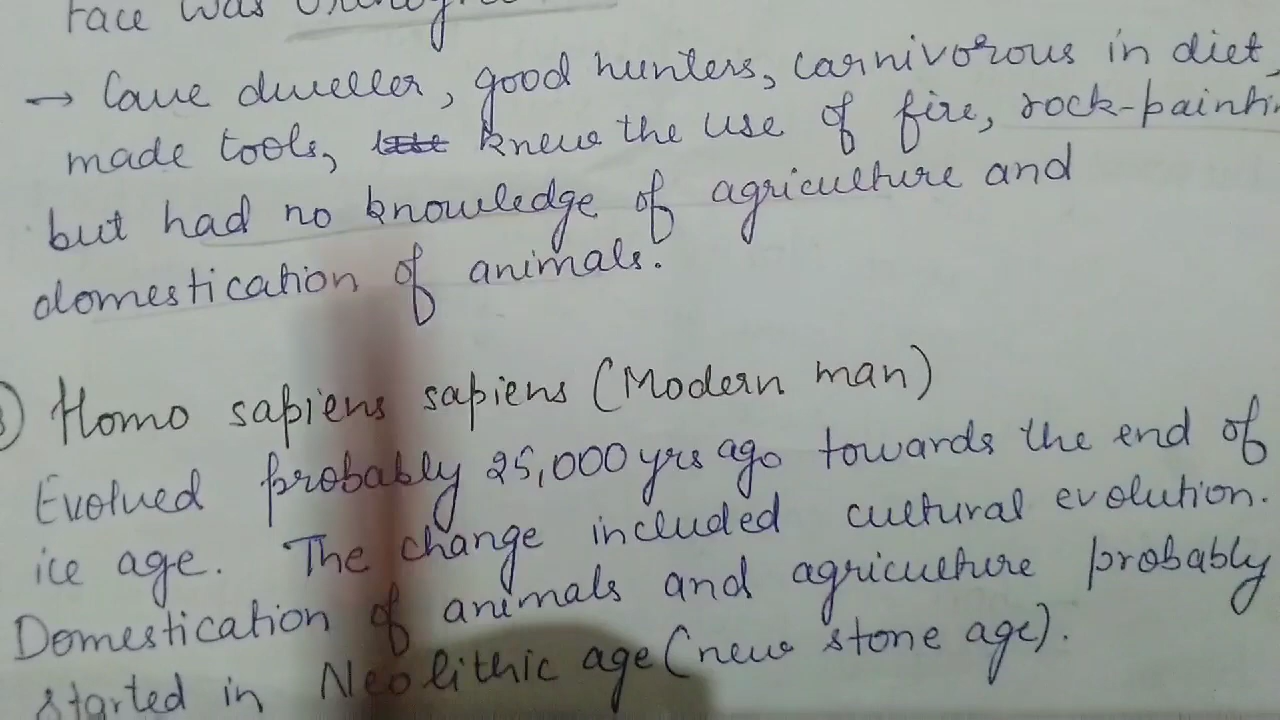 Face was
→ Cave dweller, good hunters, carnivorous in diet,
made tools, knew the use of fire, rock-painti
but had no knowledge of agriculture and
domestication of animals.
) Homo sapiens sapiens (Modern man)
Evolved probably 25,000 yrs ago towards the end of
ice age. The change included cultural evolution.
Domestication of animals and agriculture probably
started in Neolithic age (new stone age).